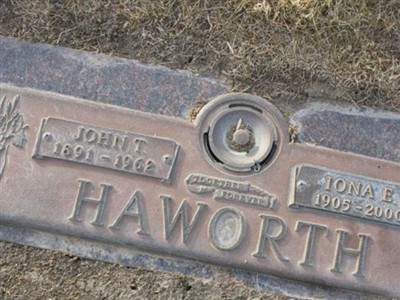 JOHN T.
1891-1962
TOGETHER
FOREVER
IONA E.
1905-2000
HAWORTH